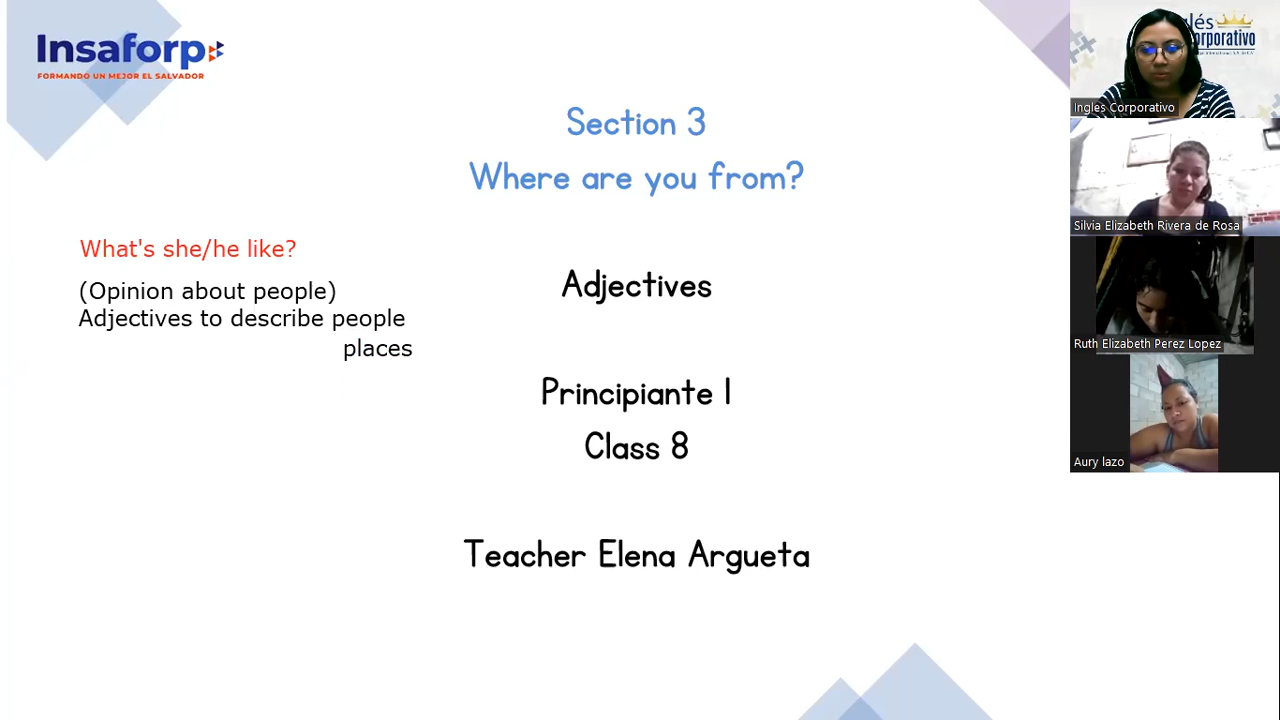 Insaforp
FORMANDO UN MEJOR EL SALVADOR
Section 3
Where are you from?
What's she/he like?
(Opinion about people)
Adjectives to describe people
places
Adjectives
Principiante I
Class 8
Teacher Elena Argueta
glés
orporativo
Ingles Corporativo
Silvia Elizabeth Rivera de Rosa
Ruth Elizabeth Perez Lopez
Aury lazo